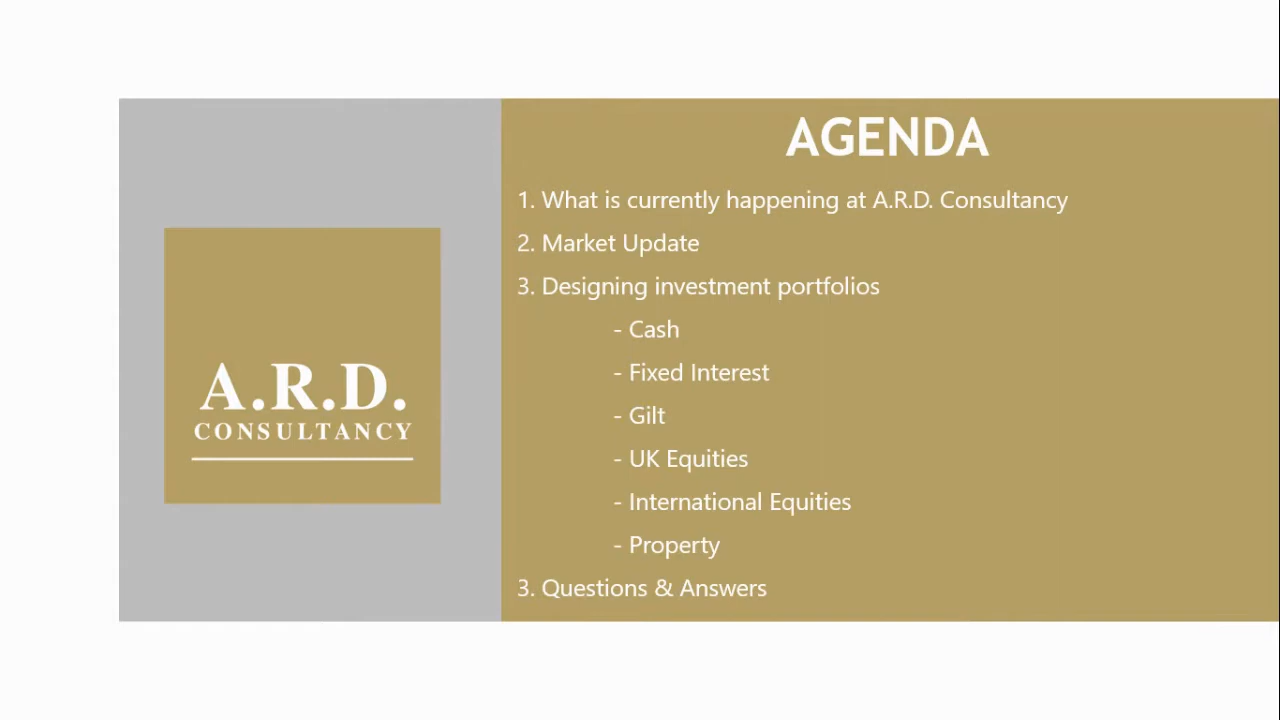 A.R.D.
CONSULTANCY
AGENDA
1. What is currently happening at A.R.D. Consultancy
2. Market Update
3. Designing investment portfolios
- Cash
- Fixed Interest
- Gilt
- UK Equities
- International Equities
- Property
3. Questions & Answers